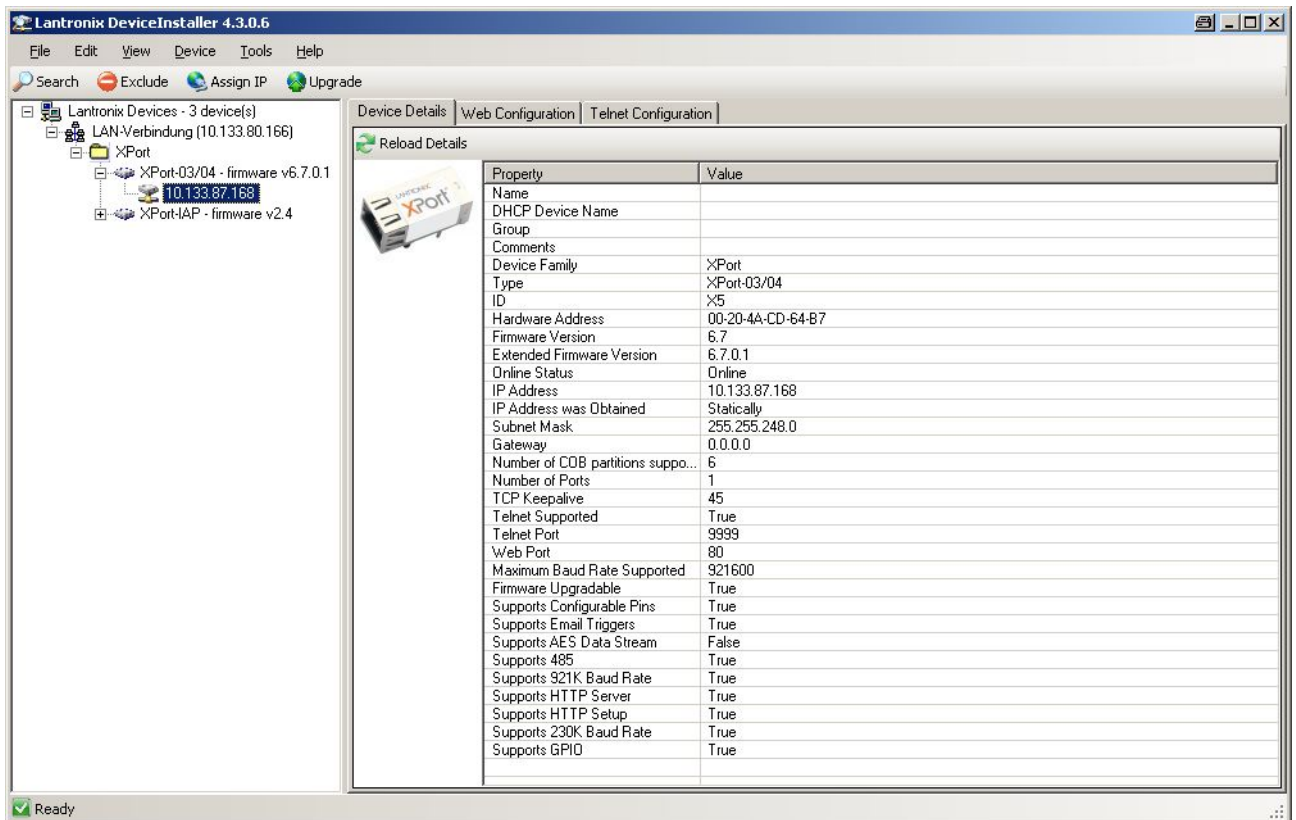 Lantronix DeviceInstaller 4.3.0.6
File Edit View Device Tools Help
Search Exclude Assign IP Upgrade
Lantronix Devices - 3 device(s)
LAN-Verbindung (10.133.80.166)
XPort
XPort-03/04 - firmware v6.7.0.1
10.133.87.168
XPort-IAP - firmware v2.4
Device Details Web Configuration Telnet Configuration
Reload Details
LANTRONIX
XPort
Property Value
Name
DHCP Device Name
Group
Comments
Device Family XPort
Type XPort-03/04
ID X5
Hardware Address 00-20-4A-CD-64-B7
Firmware Version 6.7
Extended Firmware Version 6.7.0.1
Online Status Online
IP Address 10.133.87.168
IP Address was Obtained Statically
Subnet Mask 255.255.248.0
Gateway 0.0.0.0
Number of COB partitions suppo... 6
Number of Ports 1
TCP Keepalive 45
Telnet Supported True
Telnet Port 9999
Web Port 80
Maximum Baud Rate Supported 921600
Firmware Upgradable True
Supports Configurable Pins True
Supports Email Triggers True
Supports AES Data Stream False
Supports 485 True
Supports 921K Baud Rate True
Supports HTTP Server True
Supports HTTP Setup True
Supports 230K Baud Rate True
Supports GPIO True
Ready